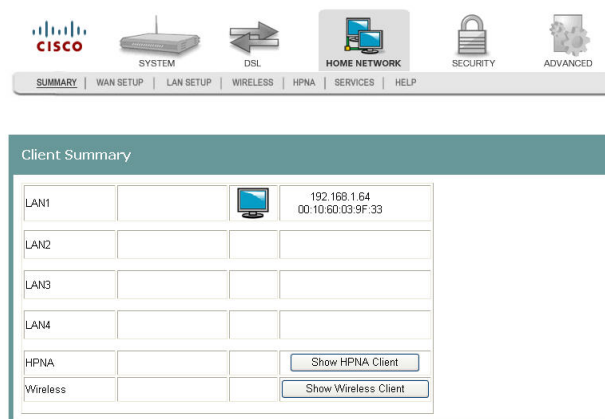 CISCO
SYSTEM DSL HOME NETWORK SECURITY ADVANCED
SUMMARY | WAN SETUP | LAN SETUP | WIRELESS | HPNA | SERVICES | HELP
Client Summary
LAN1 192.168.1.64
00:10:60:03:9F:33
LAN2
LAN3
LAN4
HPNA Show HPNA Client
Wireless Show Wireless Client